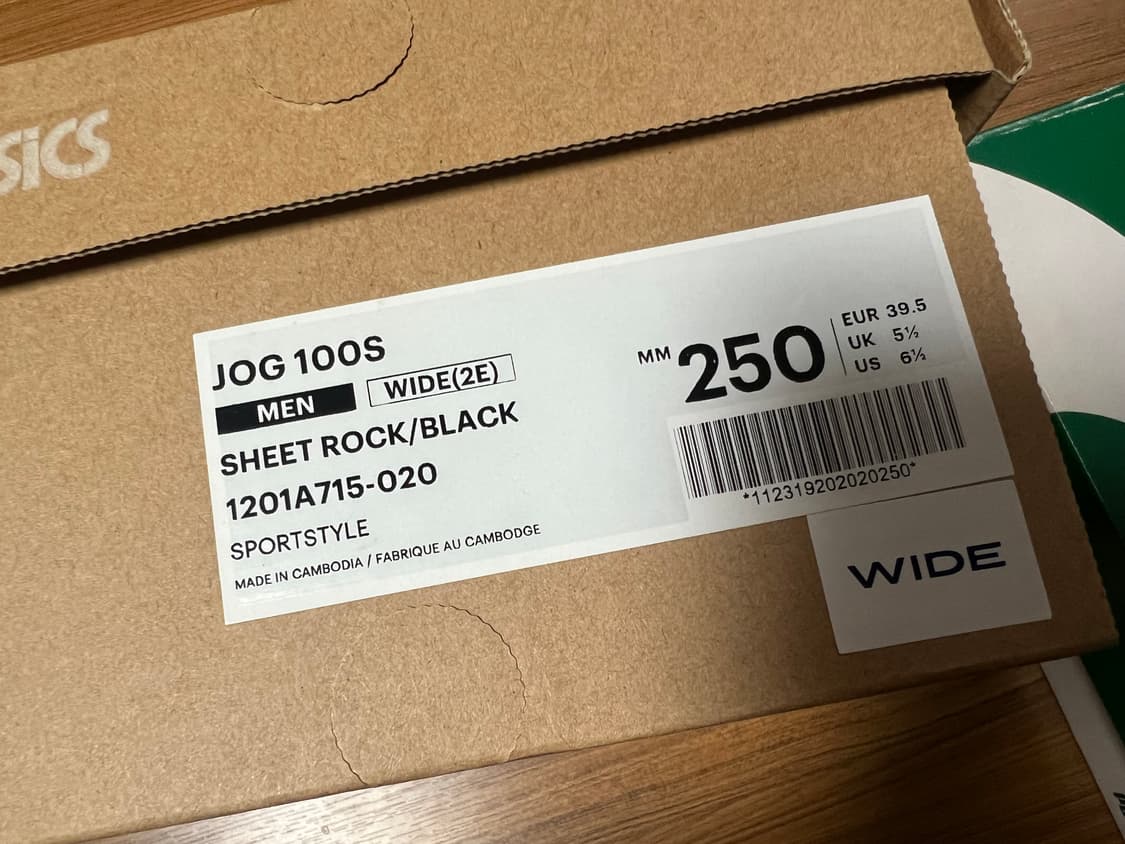 SiCS
JOG 100S
MEN WIDE(2E)
SHEET ROCK/BLACK
1201A715-020
SPORTSTYLE
MADE IN CAMBODIA / FABRIQUE AU CAMBODGE
MM 250
EUR 39.5
UK 5½
US 6½
*112319202020250*
WIDE